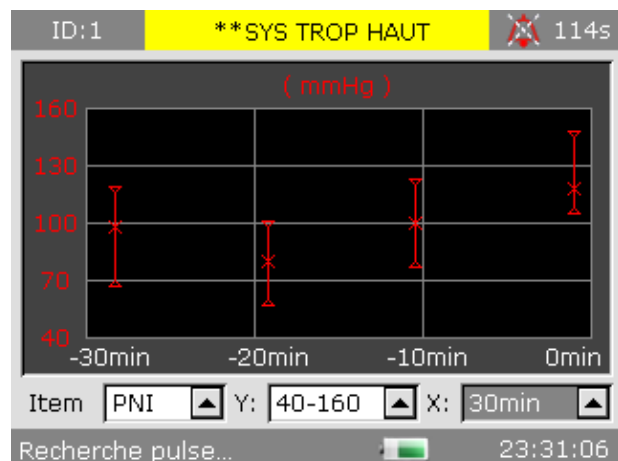 ID:1 **SYS TROP HAUT 114s
( mmHg )
160
130
100
70
40
-30min -20min -10min 0min
Item PNI Y: 40-160 X: 30min
Recherche pulse... 23:31:06